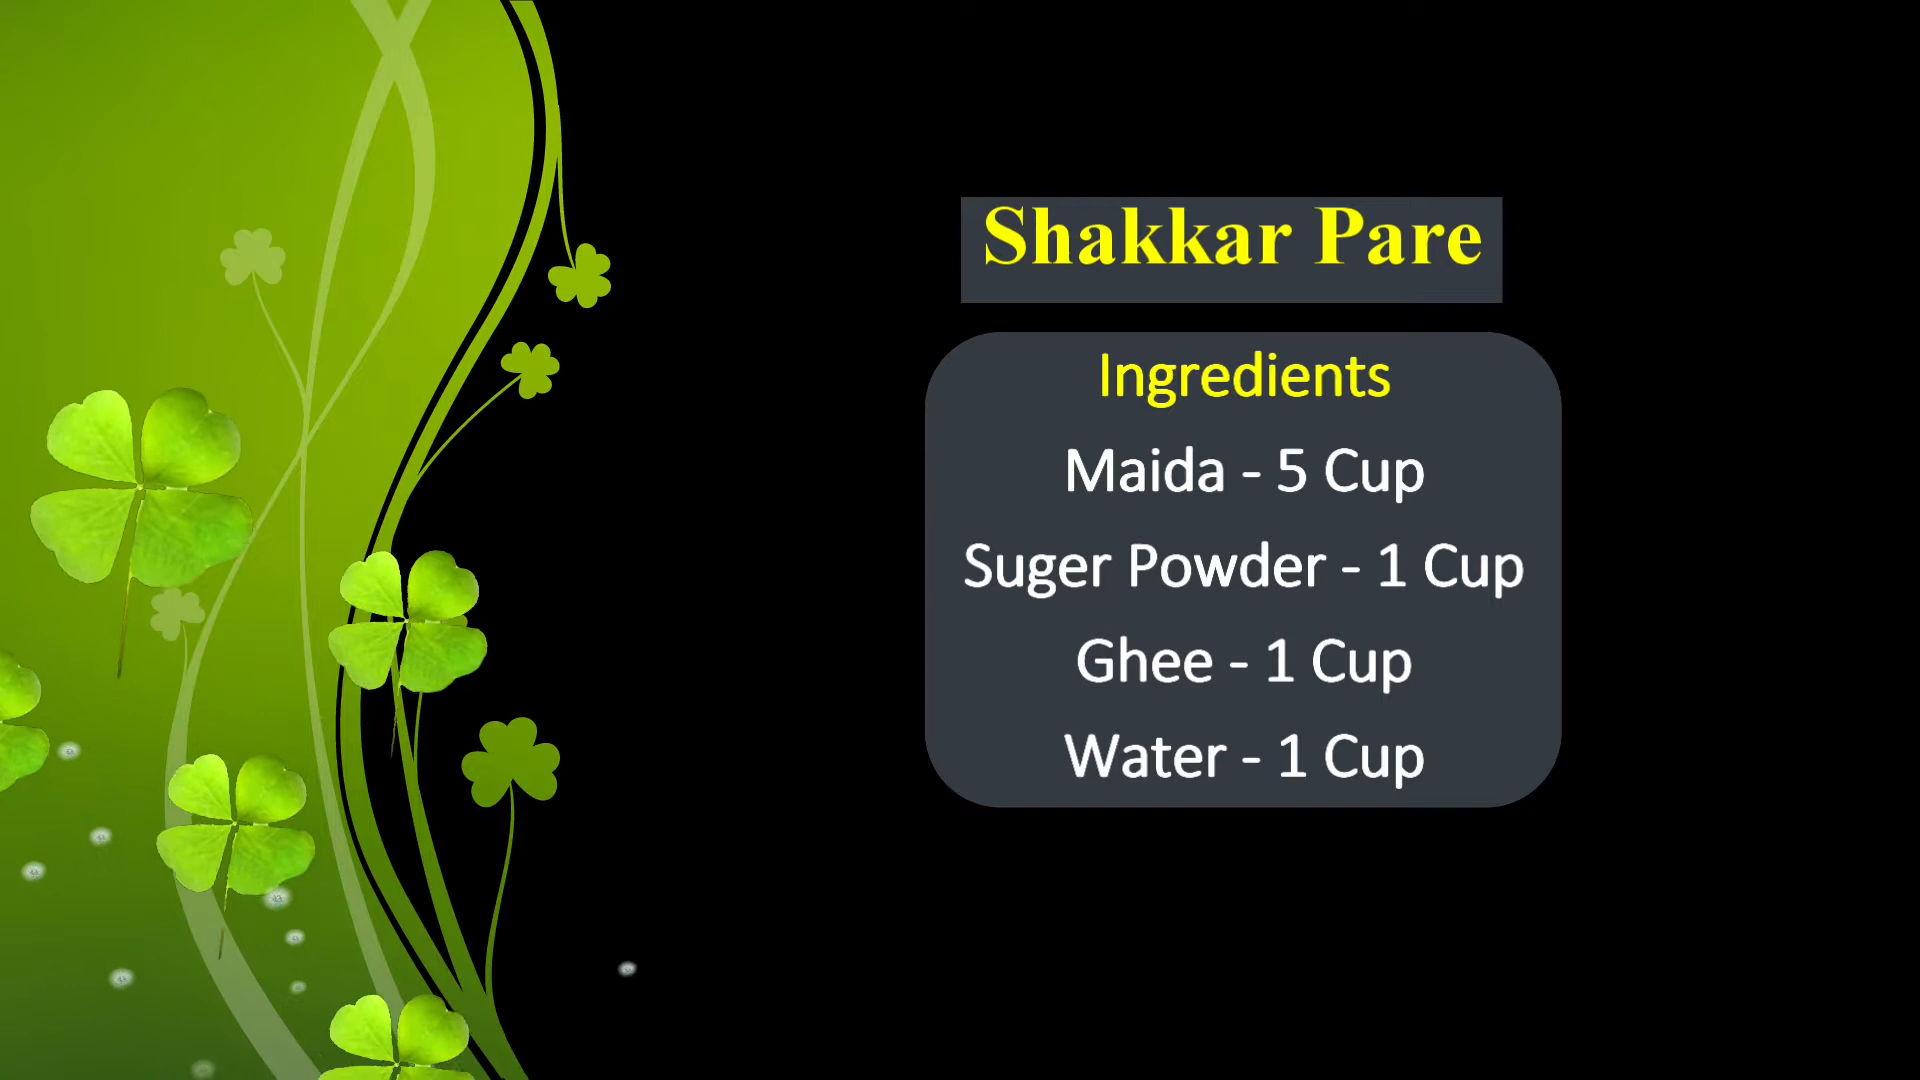 Shakkar Pare
Ingredients
Maida - 5 Cup
Suger Powder - 1 Cup
Ghee - 1 Cup
Water - 1 Cup